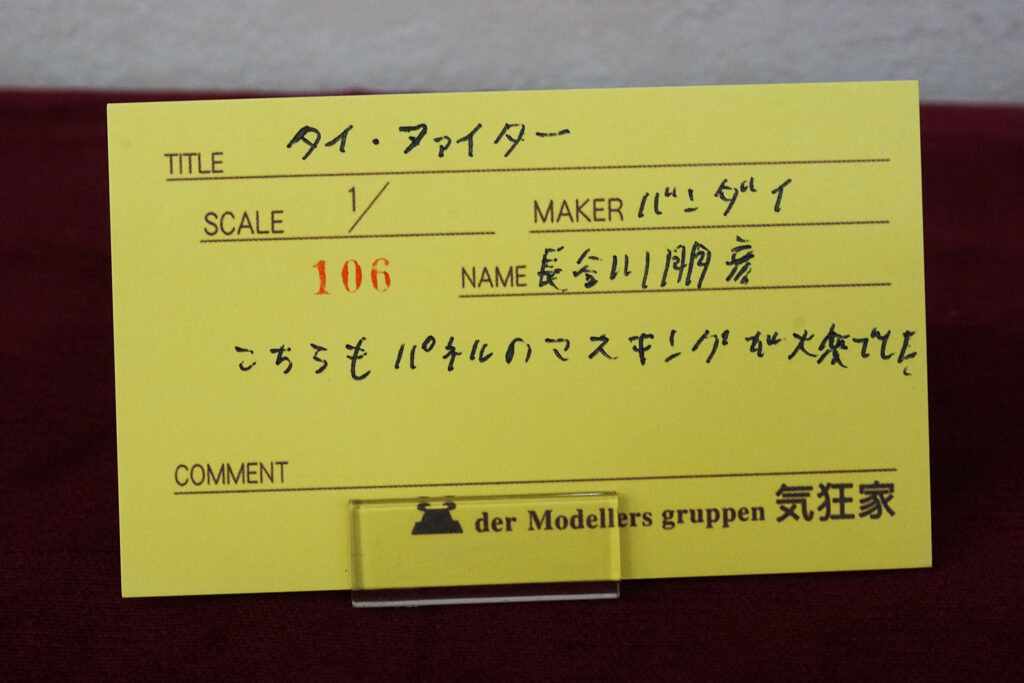 TITLE タイ・ファイター
SCALE 1/ MAKER バンダイ
106 NAME 長谷川朋彦
こちらもパネルのマスキングが大変でした
COMMENT
der Modellers gruppen 気狂家